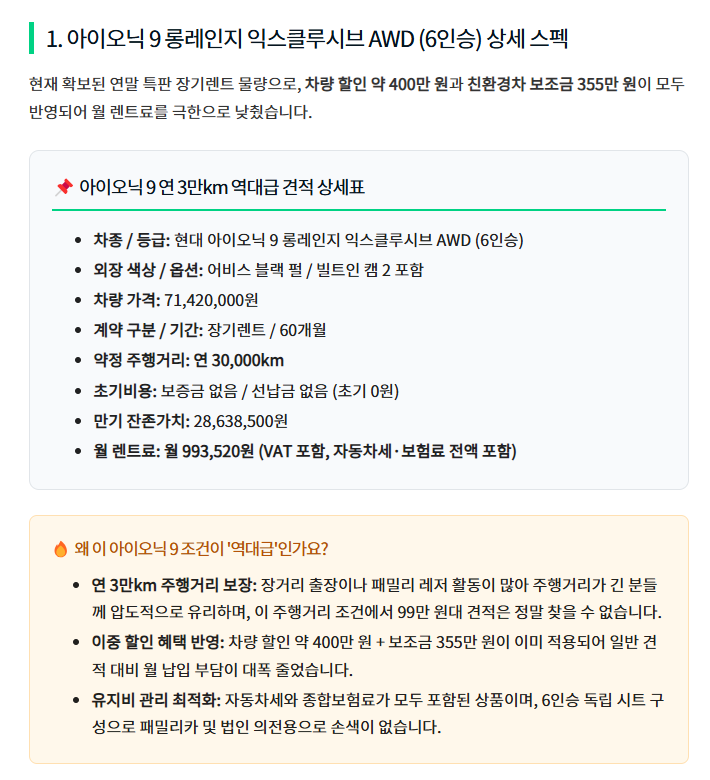 1. 아이오닉 9 롱레인지 익스클루시브 AWD (6인승) 상세 스펙
현재 확보된 연말 특판 장기렌트 물량으로, 차량 할인 약 400만 원과 친환경차 보조금 355만 원이 모두
반영되어 월 렌트료를 극한으로 낮췄습니다.
📌 아이오닉 9 연 3만km 역대급 견적 상세표
• 차종 / 등급: 현대 아이오닉 9 롱레인지 익스클루시브 AWD (6인승)
• 외장 색상 / 옵션: 어비스 블랙 펄 / 빌트인 캠 2 포함
• 차량 가격: 71,420,000원
• 계약 구분 / 기간: 장기렌트 / 60개월
• 약정 주행거리: 연 30,000km
• 초기비용: 보증금 없음 / 선납금 없음 (초기 0원)
• 만기 잔존가치: 28,638,500원
• 월 렌트료: 월 993,520원 (VAT 포함, 자동차세·보험료 전액 포함)
🔥 왜 이 아이오닉 9 조건이 '역대급'인가요?
• 연 3만km 주행거리 보장: 장거리 출장이나 패밀리 레저 활동이 많아 주행거리가 긴 분들
께 압도적으로 유리하며, 이 주행거리 조건에서 99만 원대 견적은 정말 찾을 수 없습니다.
• 이중 할인 혜택 반영: 차량 할인 약 400만 원 + 보조금 355만 원이 이미 적용되어 일반 견
적 대비 월 납입 부담이 대폭 줄었습니다.
• 유지비 관리 최적화: 자동차세와 종합보험료가 모두 포함된 상품이며, 6인승 독립 시트 구
성으로 패밀리카 및 법인 의전용으로 손색이 없습니다.